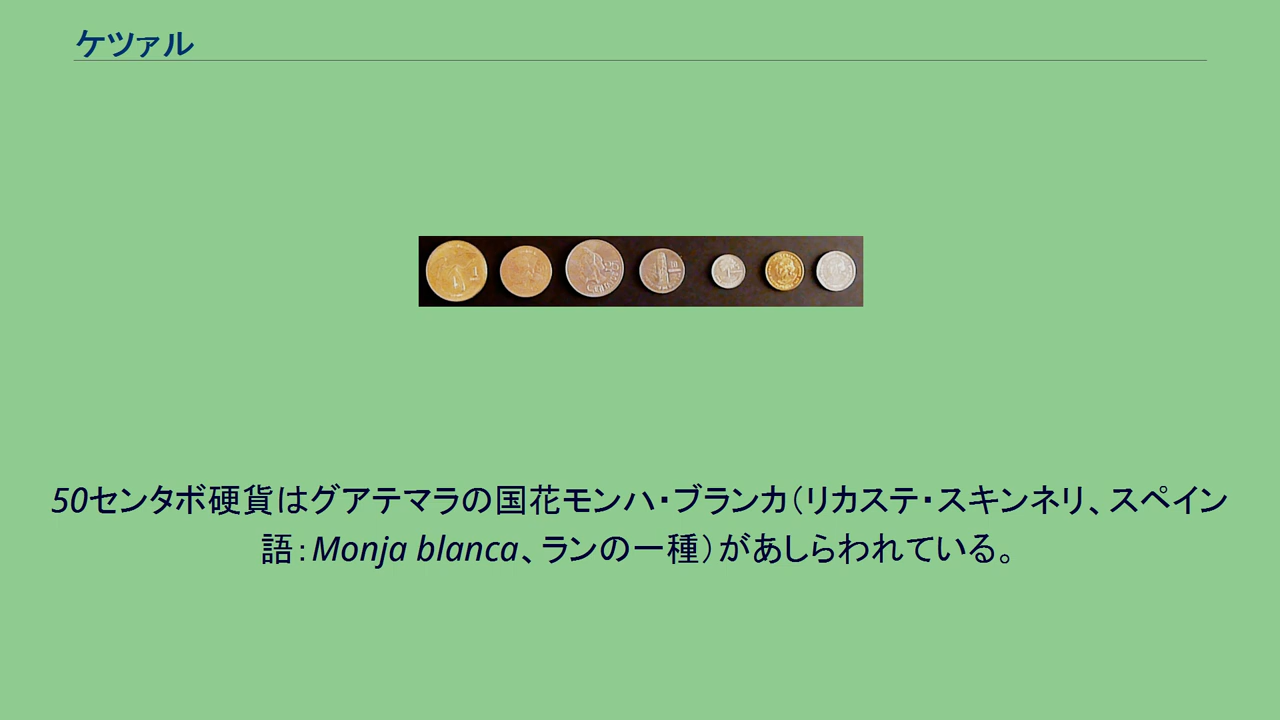 ケツァル
50センタボ硬貨はグアテマラの国花モンハ・ブランカ（リカステ・スキンネリ、スペイン
語：Monja blanca、ランの一種）があしらわれている。